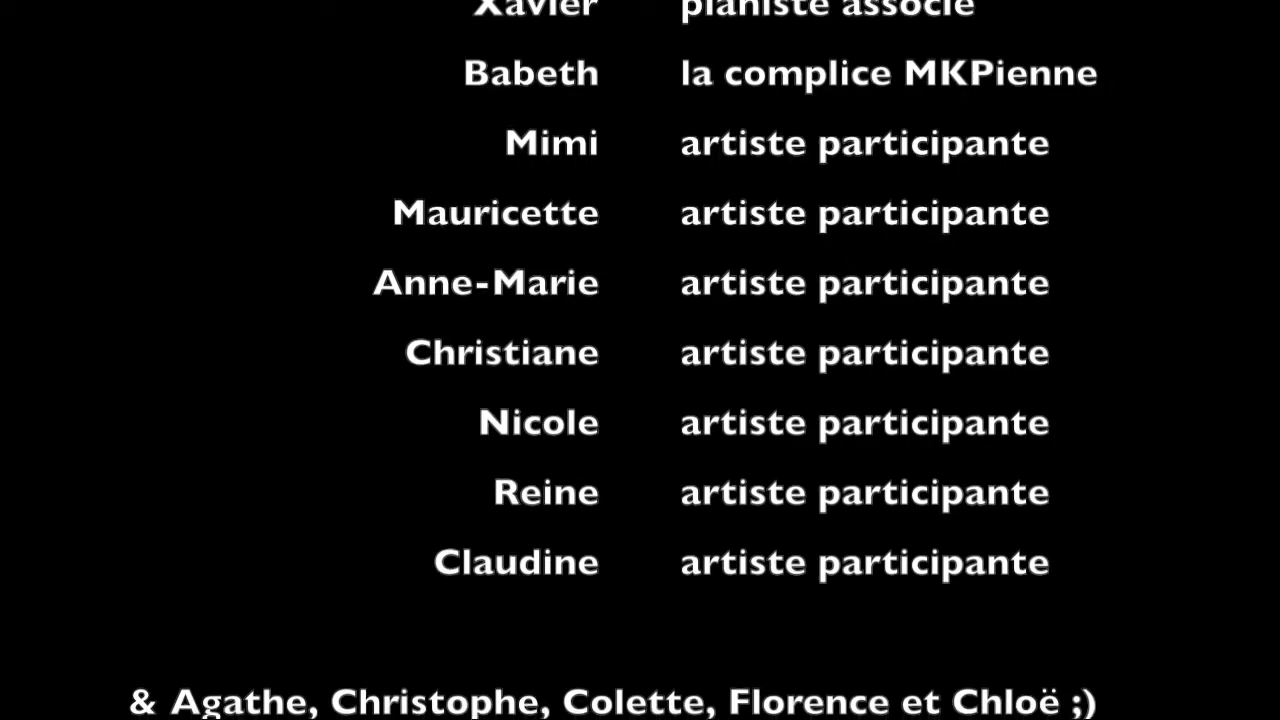 Xavier pianiste associé
Babeth la complice MKPienne
Mimi artiste participante
Mauricette artiste participante
Anne-Marie artiste participante
Christiane artiste participante
Nicole artiste participante
Reine artiste participante
Claudine artiste participante
& Agathe, Christophe, Colette, Florence et Chloë ;)